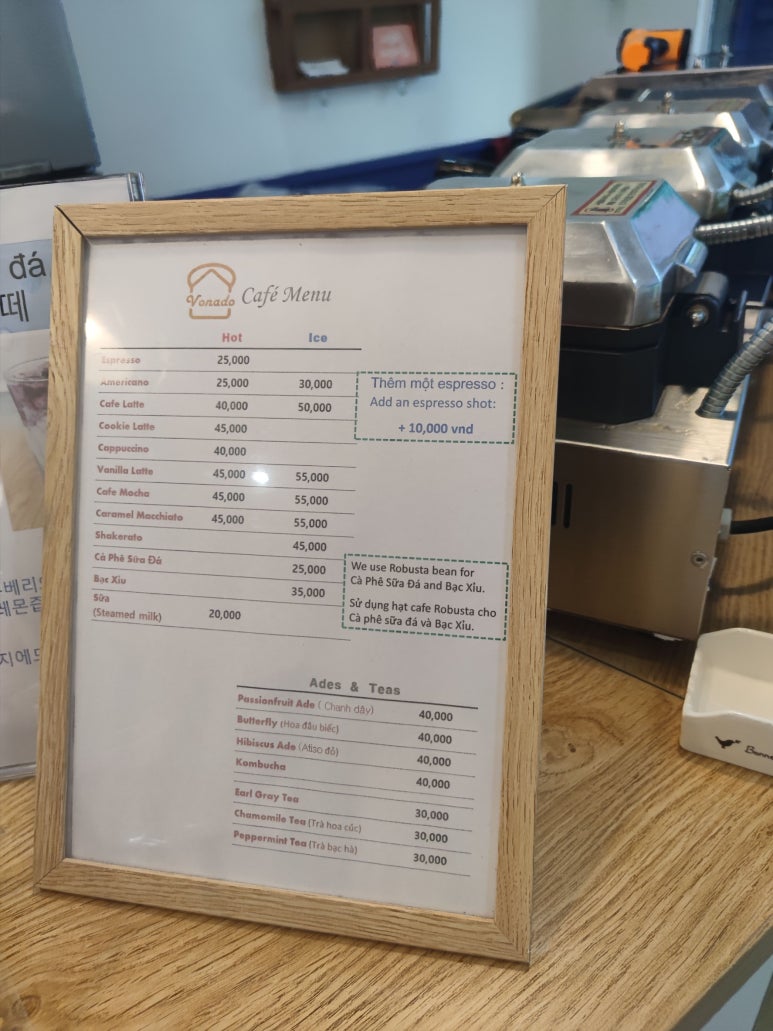 Vonado Café Menu
Hot Ice
Espresso 25,000
Americano 25,000 30,000
Cafe Latte 40,000 50,000
Cookie Latte 45,000
Cappuccino 40,000
Vanilla Latte 45,000 55,000
Cafe Mocha 45,000 55,000
Caramel Macchiato 45,000 55,000
Shakerato 45,000
Cà Phê Sữa Đá 25,000
Bạc Xỉu 35,000
Sữa
(Steamed milk) 20,000
Thêm một espresso :
Add an espresso shot:
+ 10,000 vnd
We use Robusta bean for
Cà Phê Sữa Đá and Bạc Xỉu.
Sử dụng hạt cafe Robusta cho
Cà phê sữa đá và Bạc Xỉu.
Ades & Teas
Passionfruit Ade ( Chanh dây) 40,000
Butterfly (Hoa đậu biếc) 40,000
Hibiscus Ade (Atiso đỏ) 40,000
Kombucha 40,000
Earl Gray Tea 30,000
Chamomile Tea (Trà hoa cúc) 30,000
Peppermint Tea (Trà bạc hà) 30,000
đá